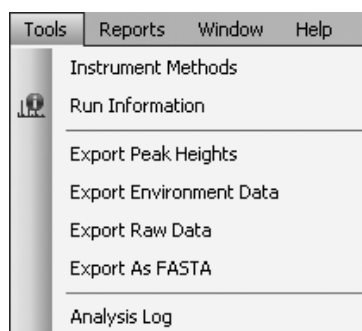 Tools Reports Window Help
Instrument Methods
Run Information
Export Peak Heights
Export Environment Data
Export Raw Data
Export As FASTA
Analysis Log